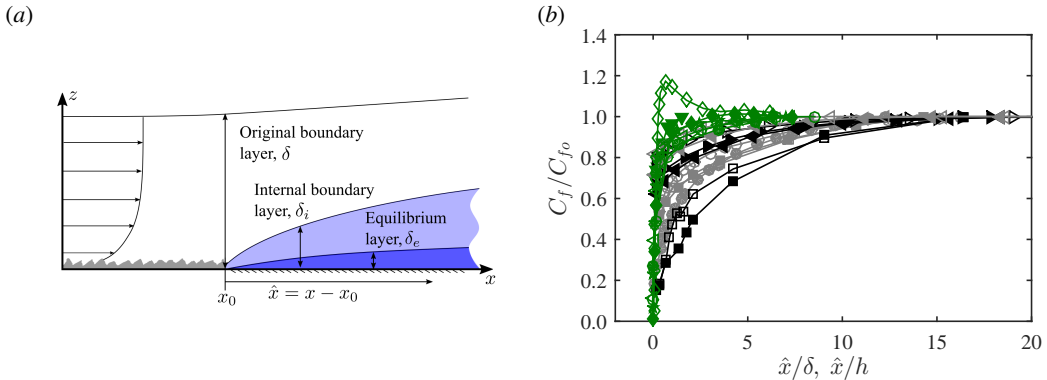 (a)
z
Original boundary
layer, δ
Internal boundary
layer, δ_i
Equilibrium
layer, δ_e
x_0
x̂ = x − x_0
x
(b)
1.4
1.2
1.0
0.8
0.6
0.4
0.2
0
C_f/C_fo
0 5 10 15 20
x̂/δ, x̂/h